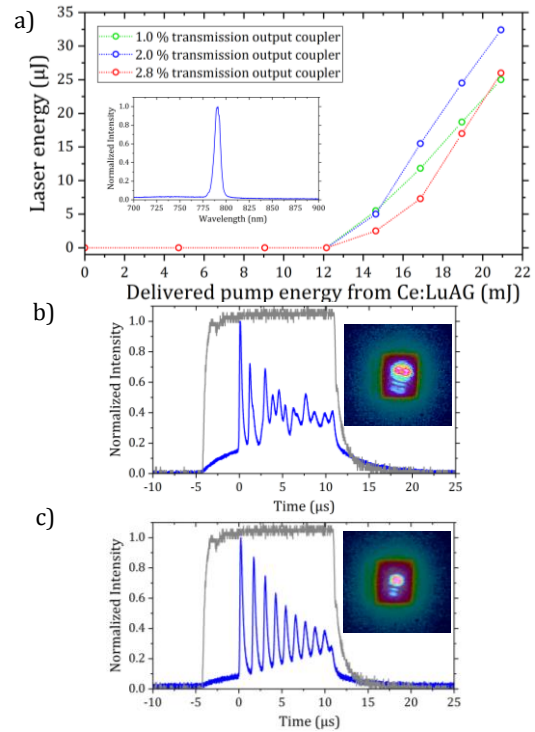 a)
Laser energy (µJ)
35
30
25
20
15
10
5
0
1.0 % transmission output coupler
2.0 % transmission output coupler
2.8 % transmission output coupler
Normalized Intensity
1.0
0.8
0.6
0.4
0.2
0.0
700 725 750 775 800 825 850 875 900
Wavelength (nm)
0 2 4 6 8 10 12 14 16 18 20 22
Delivered pump energy from Ce:LuAG (mJ)
b)
Normalized Intensity
1.0
0.8
0.6
0.4
0.2
0.0
-10 -5 0 5 10 15 20 25
Time (µs)
c)
Normalized Intensity
1.0
0.8
0.6
0.4
0.2
0.0
-10 -5 0 5 10 15 20 25
Time (µs)